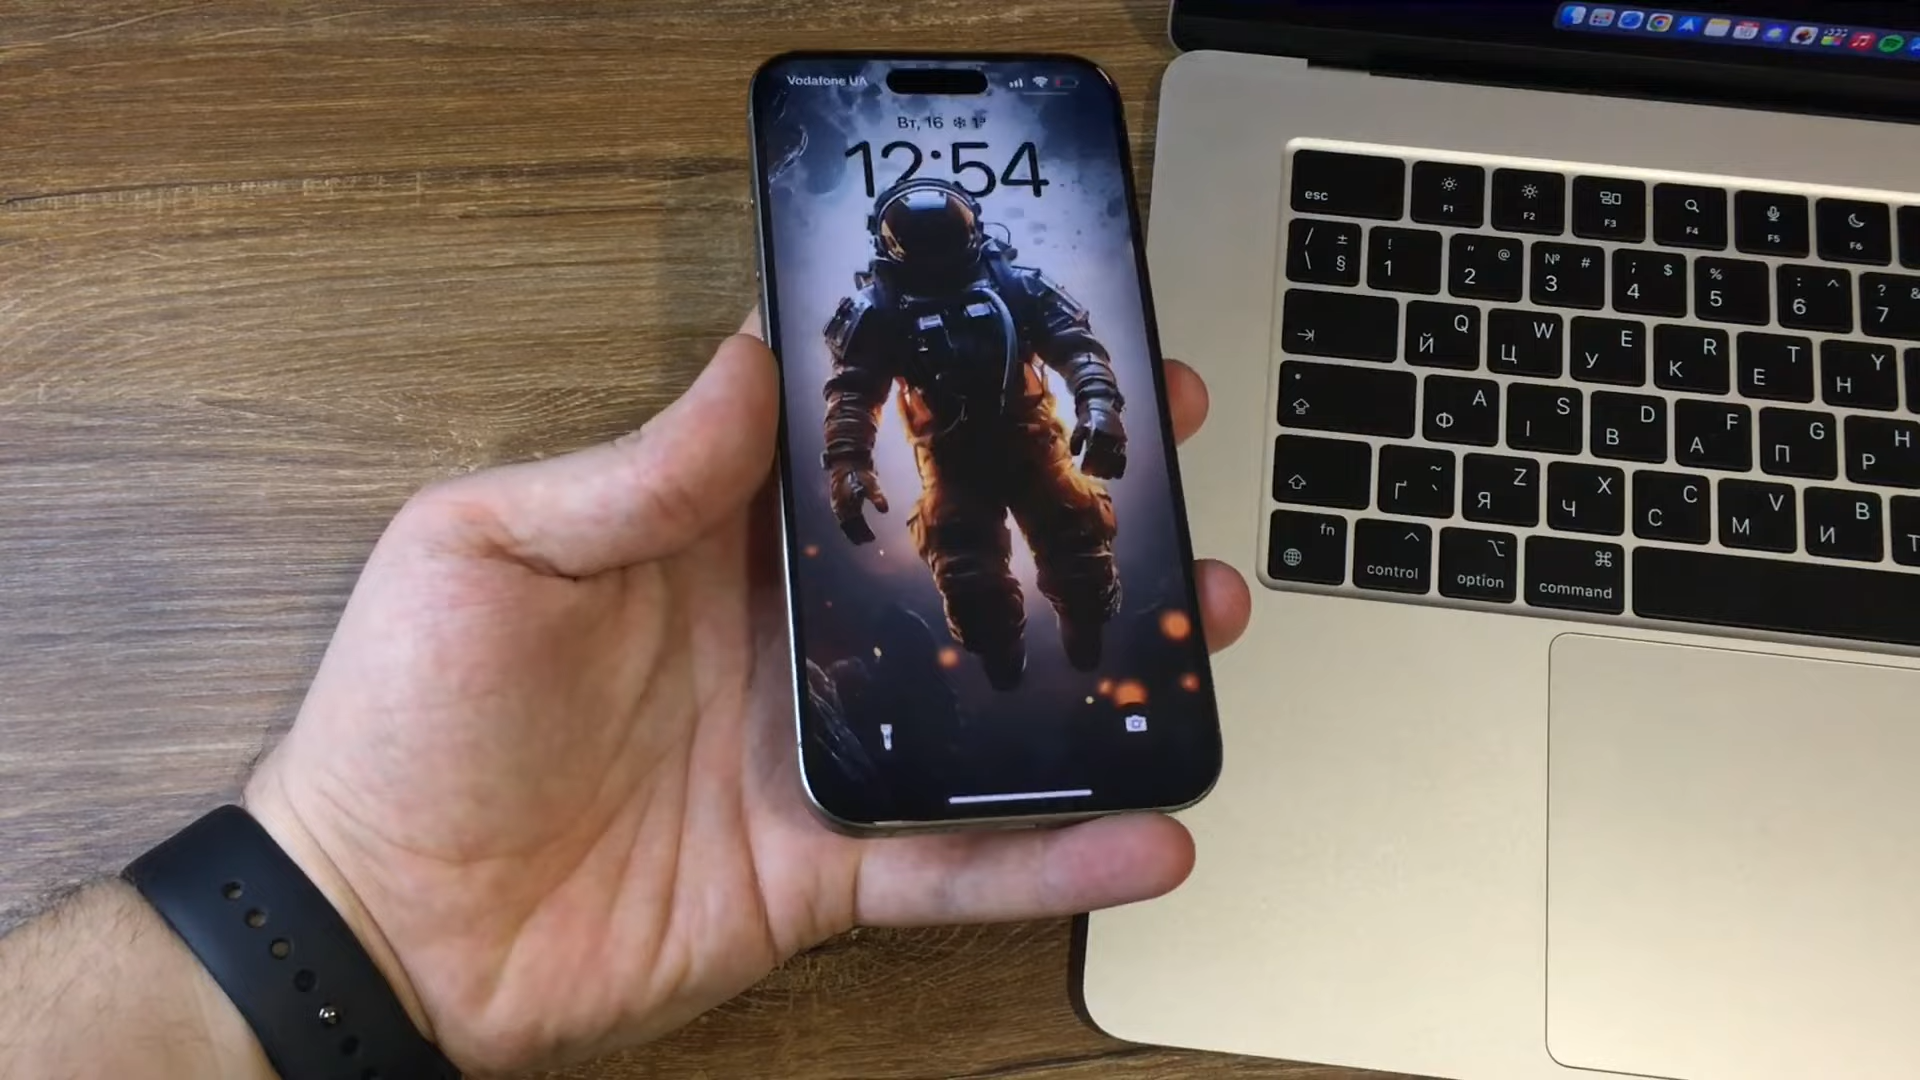 Vodafone UA
Вт, 16 1°
12:54
esc
F1 F2 F3 F4 F5 F6
/ ± \ §
! 1
" @ 2
№ # 3
; $ 4
% 5
: ^ 6
? & 7
Q Й
W Ц
E У
R К
T Е
Y Н
A Ф
S І
D В
F А
G П
H Р
~ ґ `
Z Я
X Ч
C С
V М
B И
Т
fn
control
option
command